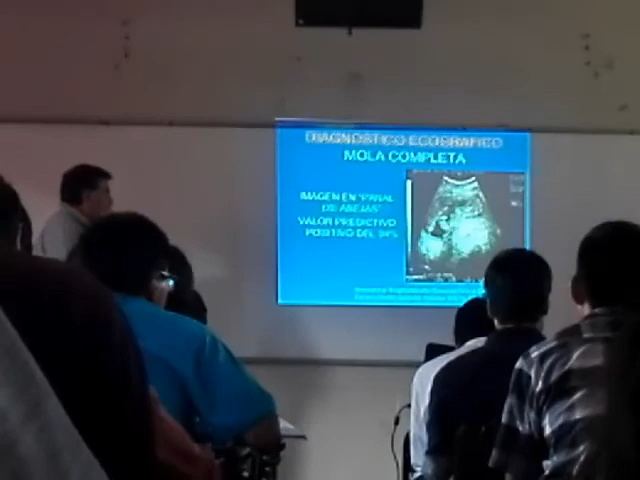 DIAGNOSTICO ECOGRAFICO
MOLA COMPLETA
IMAGEN EN "PANAL
DE ABEJAS"
VALOR PREDICTIVO
POSITIVO DEL